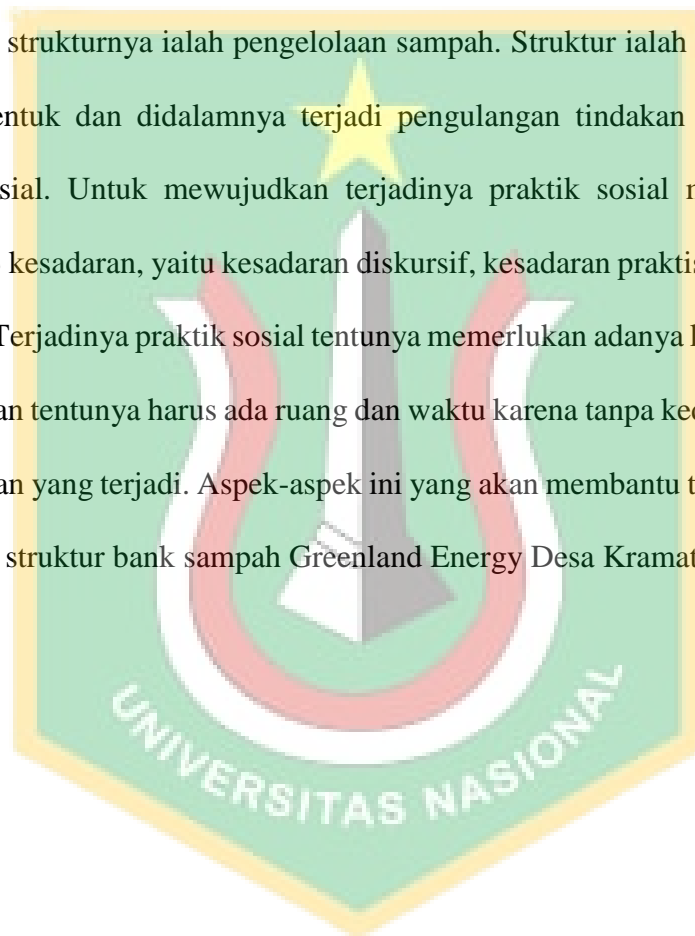 strukturnya ialah pengelolaan sampah. Struktur ialah
entuk dan didalamnya terjadi pengulangan tindakan
sial. Untuk mewujudkan terjadinya praktik sosial
kesadaran, yaitu kesadaran diskursif, kesadaran praktis
Terjadinya praktik sosial tentunya memerlukan adanya
an tentunya harus ada ruang dan waktu karena tanpa
an yang terjadi. Aspek-aspek ini yang akan membantu
struktur bank sampah Greenland Energy Desa Kramat
UNIVERSITAS NASIONAL